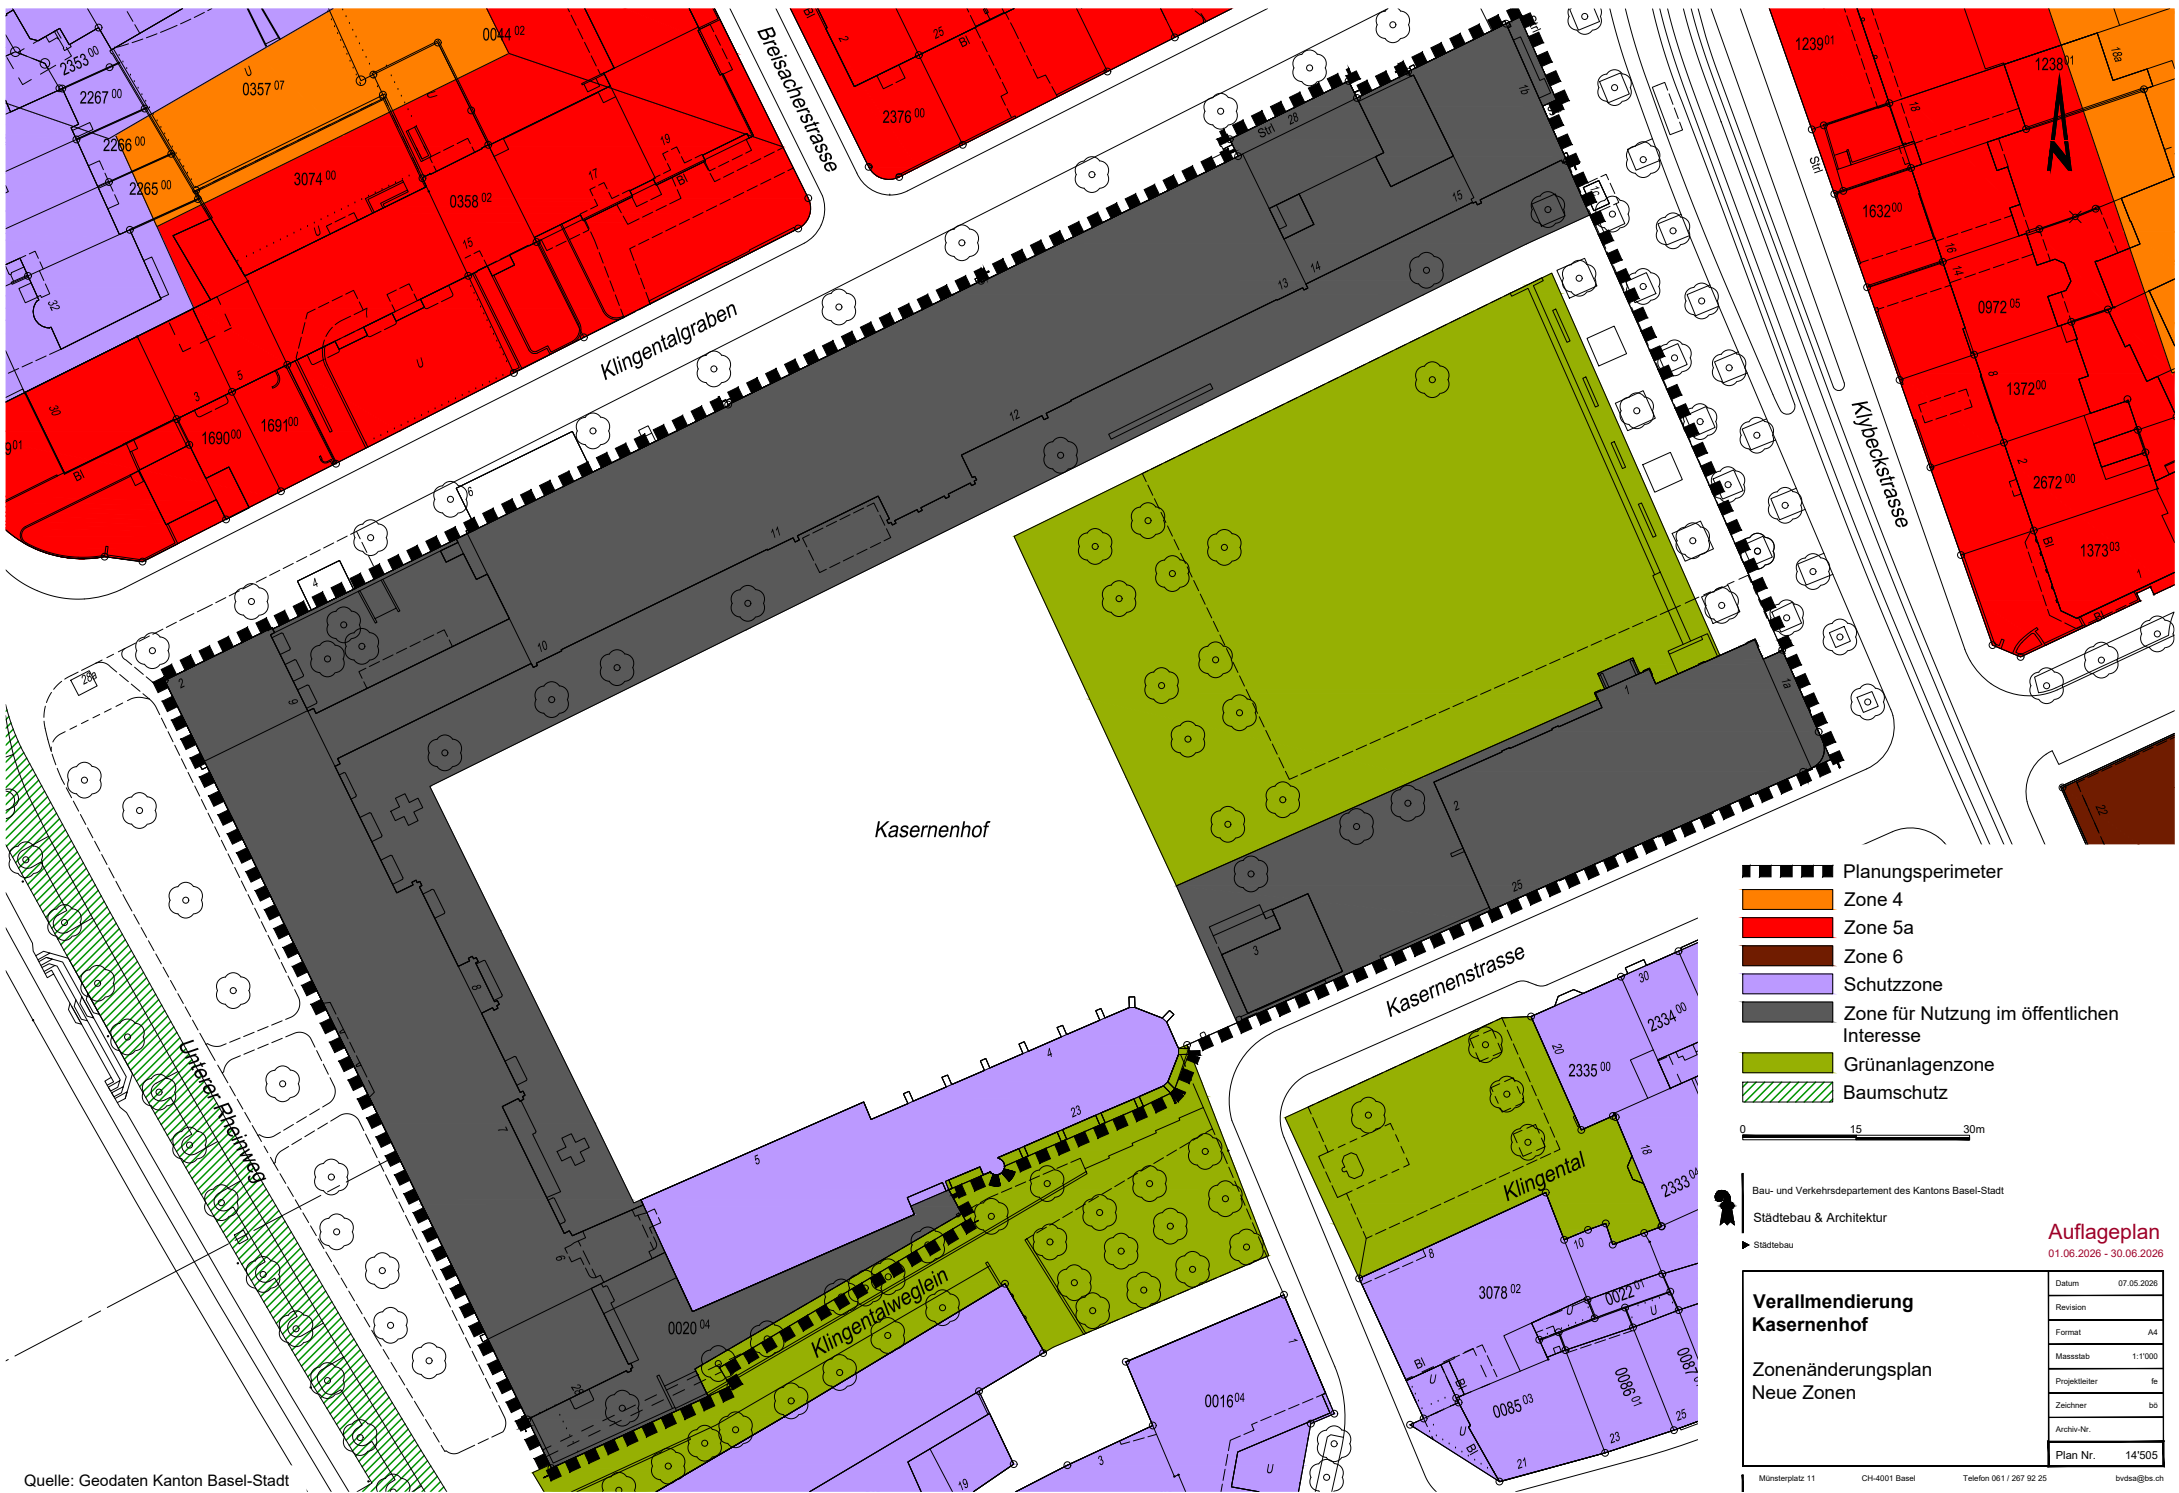 2353 00
2267 00
2266 00
2265 00
0357 07
0044 02
3074 00
0358 02
2376 00
1690 00
1691 00
Breisacherstrasse
Klingentalgraben
Klybeckstrasse
1239 01
1238 01
1632 00
0972 05
1372 00
2672 00
1373 03
N
Kasernenhof
Kasernenstrasse
Unterer Rheinweg
Klingentalweglein
Klingental
0020 04
0016 04
2335 00
2334 00
2333 04
3078 02
0022 01
0085 03
0086 01
Planungsperimeter
Zone 4
Zone 5a
Zone 6
Schutzzone
Zone für Nutzung im öffentlichen
Interesse
Grünanlagenzone
Baumschutz
0 15 30m
Bau- und Verkehrsdepartement des Kantons Basel-Stadt
Städtebau & Architektur
Städtebau
Auflageplan
01.06.2026 - 30.06.2026
Verallmendierung
Kasernenhof
Zonenänderungsplan
Neue Zonen
Datum 07.05.2026
Revision
Format A4
Massstab 1:1'000
Projektleiter fe
Zeichner bö
Archiv-Nr.
Plan Nr. 14'505
Münsterplatz 11 CH-4001 Basel Telefon 061 / 267 92 25 bvdsa@bs.ch
Quelle: Geodaten Kanton Basel-Stadt